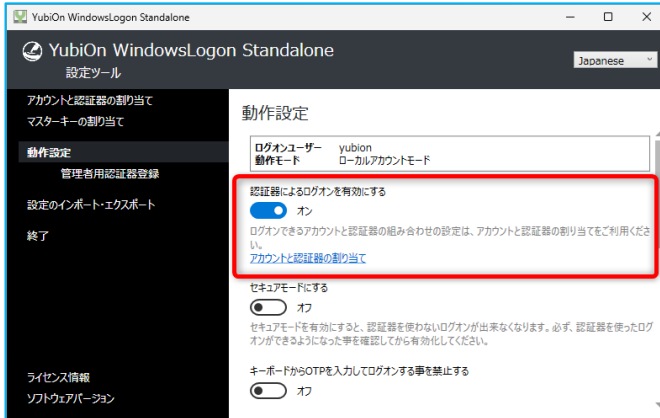 YubiOn WindowsLogon Standalone
YubiOn WindowsLogon Standalone
設定ツール
Japanese
アカウントと認証器の割り当て
マスターキーの割り当て
動作設定
管理者用認証器登録
設定のインポート・エクスポート
終了
ライセンス情報
ソフトウェアバージョン
動作設定
ログオンユーザー yubion
動作モード ローカルアカウントモード
認証器によるログオンを有効にする
オン
ログオンできるアカウントと認証器の組み合わせの設定は、アカウントと認証器の割り当てをご利用くださ
い。
アカウントと認証器の割り当て
セキュアモードにする
オフ
セキュアモードを有効にすると、認証器を使わないログオンが出来なくなります。必ず、認証器を使ったログ
オンができるようになった事を確認してから有効化してください。
キーボードからOTPを入力してログオンする事を禁止する
オフ